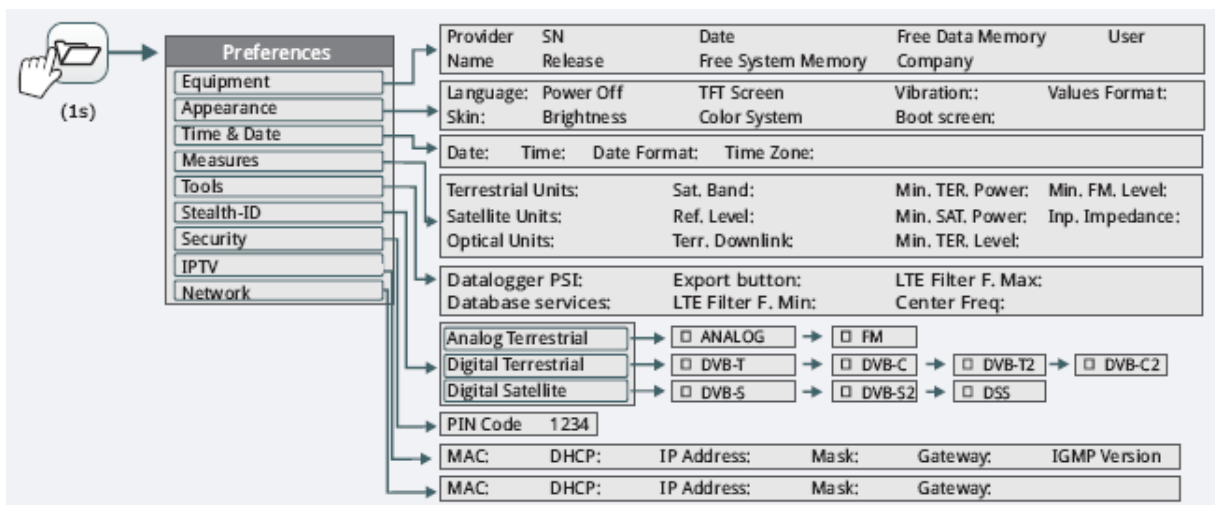 (1s)
Preferences
Equipment
Appearance
Time & Date
Measures
Tools
Stealth-ID
Security
IPTV
Network
Provider SN Date Free Data Memory User
Name Release Free System Memory Company
Language: Power Off TFT Screen Vibration:: Values Format:
Skin: Brightness Color System Boot screen:
Date: Time: Date Format: Time Zone:
Terrestrial Units: Sat. Band: Min. TER. Power: Min. FM. Level:
Satellite Units: Ref. Level: Min. SAT. Power: Inp. Impedance:
Optical Units: Terr. Downlink: Min. TER. Level:
Datalogger PSI: Export button: LTE Filter F. Max:
Database services: LTE Filter F. Min: Center Freq:
Analog Terrestrial ANALOG FM
Digital Terrestrial DVB-T DVB-C DVB-T2 DVB-C2
Digital Satellite DVB-S DVB-S2 DSS
PIN Code 1234
MAC: DHCP: IP Address: Mask: Gateway: IGMP Version
MAC: DHCP: IP Address: Mask: Gateway: